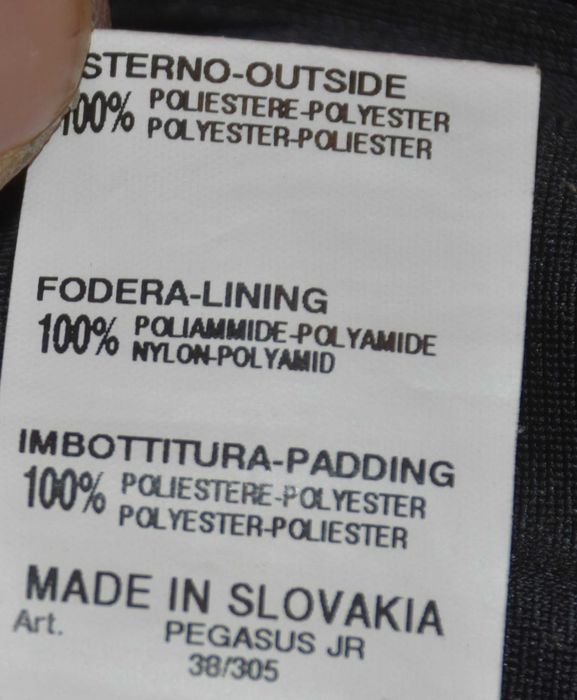 STERNO-OUTSIDE
100% POLIESTERE-POLYESTER
POLYESTER-POLIESTER
FODERA-LINING
100% POLIAMMIDE-POLYAMIDE
NYLON-POLYAMID
IMBOTTITURA-PADDING
100% POLIESTERE-POLYESTER
POLYESTER-POLIESTER
MADE IN SLOVAKIA
Art. PEGASUS JR
38/305